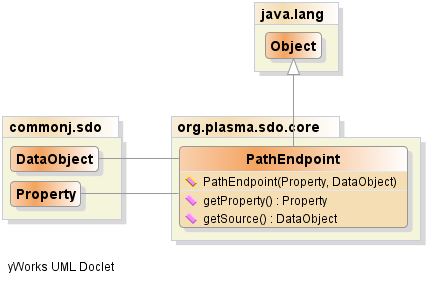 java.lang
Object
commonj.sdo
DataObject
Property
org.plasma.sdo.core
PathEndpoint
PathEndpoint(Property, DataObject)
getProperty() : Property
getSource() : DataObject
yWorks UML Doclet